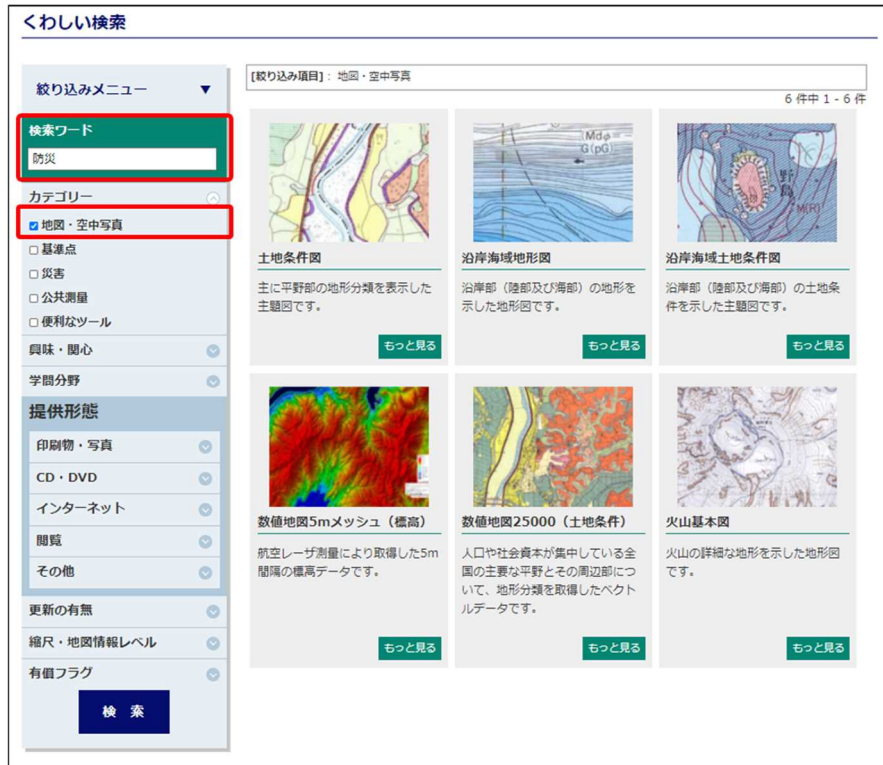 くわしい検索
絞り込みメニュー ▼
検索ワード
防災
カテゴリー
地図・空中写真
基準点
災害
公共測量
便利なツール
興味・関心
学問分野
提供形態
印刷物・写真
CD・DVD
インターネット
閲覧
その他
更新の有無
縮尺・地図情報レベル
有償フラグ
検 索
[絞り込み項目]: 地図・空中写真
6 件中 1 - 6 件
土地条件図
主に平野部の地形分類を表示した
主題図です。
もっと見る
Mdφ=
G(pG)
沿岸海域地形図
沿岸部（陸部及び海部）の地形を
示した地形図です。
もっと見る
野島
M(R)
沿岸海域土地条件図
沿岸部（陸部及び海部）の土地条
件を示した主題図です。
もっと見る
数値地図5mメッシュ（標高）
航空レーザ測量により取得した5m
間隔の標高データです。
もっと見る
数値地図25000（土地条件）
人口や社会資本が集中している全
国の主要な平野とその周辺部につ
いて、地形分類を取得したベクト
ルデータです。
もっと見る
火山基本図
火山の詳細な地形を示した地形図
です。
もっと見る